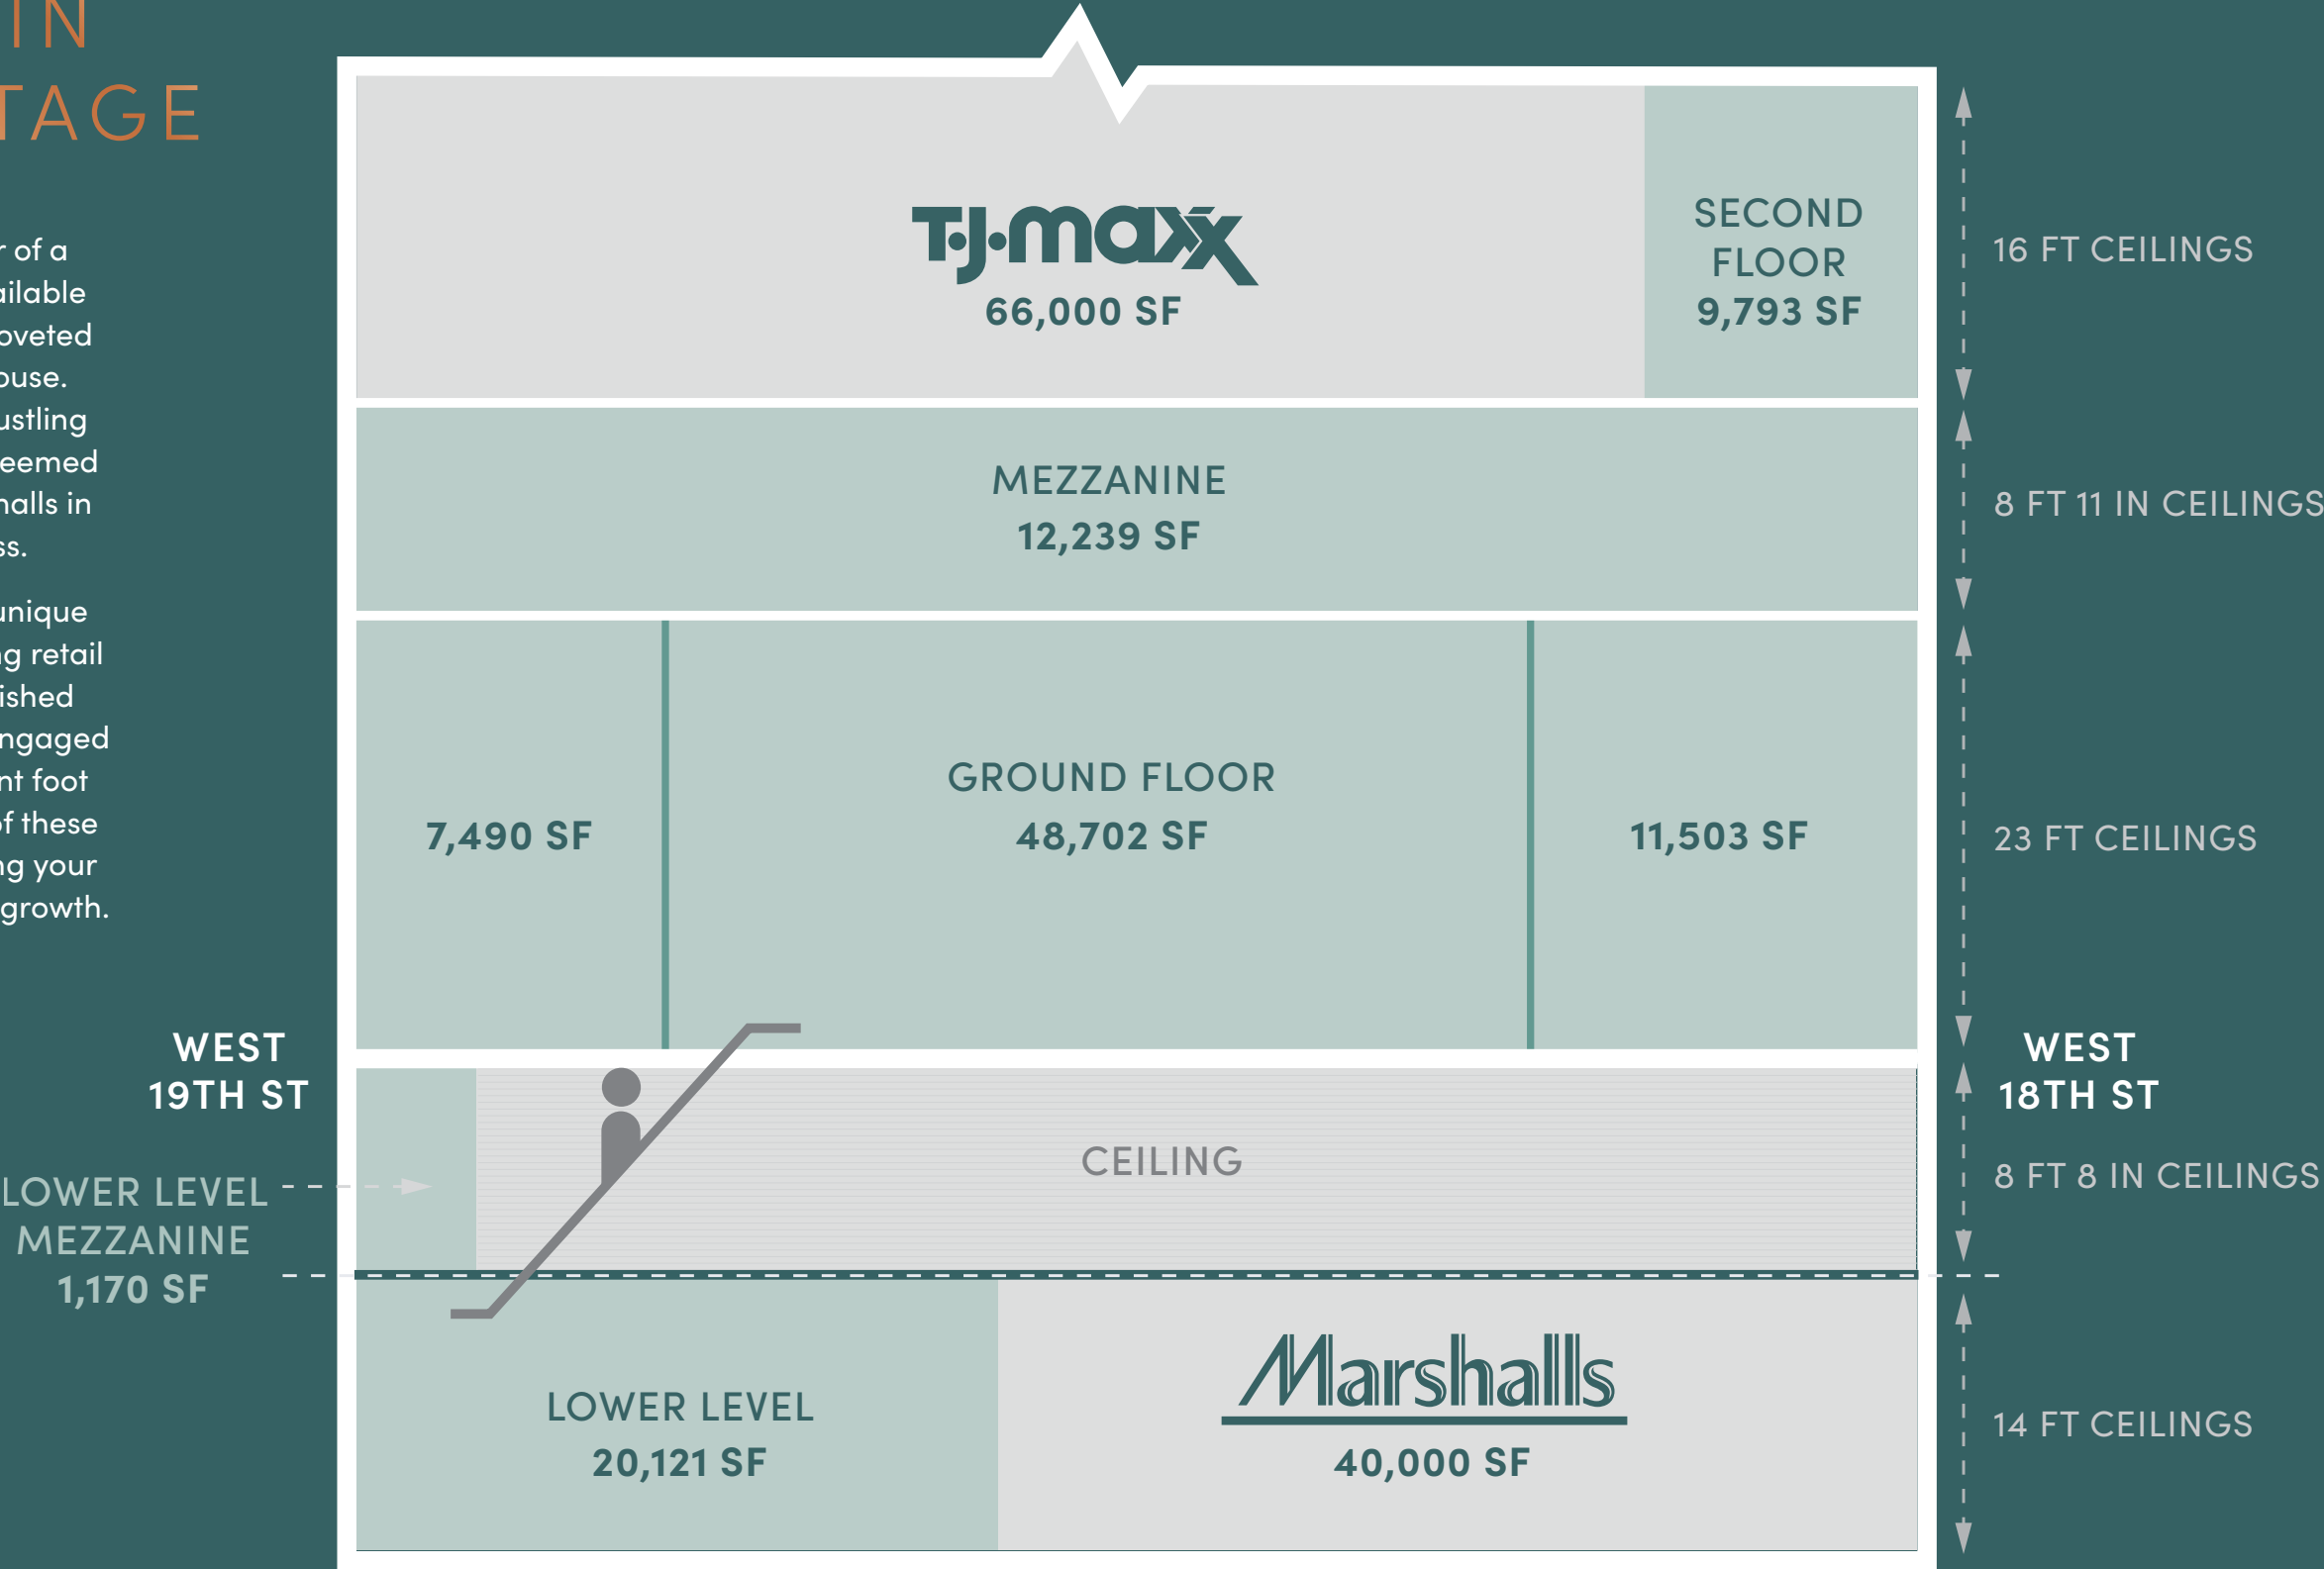 IN
TAGE
r of a
ailable
oveted
ouse.
ustling
eemed
halls in
ss.
unique
ng retail
ished
ngaged
nt foot
of these
ng your
growth.
T.J.maxx
66,000 SF
SECOND
FLOOR
9,793 SF
16 FT CEILINGS
MEZZANINE
12,239 SF
8 FT 11 IN CEILINGS
7,490 SF
GROUND FLOOR
48,702 SF
11,503 SF
23 FT CEILINGS
WEST
19TH ST
WEST
18TH ST
CEILING
8 FT 8 IN CEILINGS
LOWER LEVEL
MEZZANINE
1,170 SF
LOWER LEVEL
20,121 SF
Marshalls
40,000 SF
14 FT CEILINGS